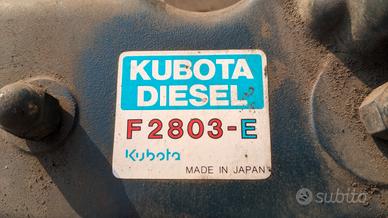 KUBOTA
DIESEL
F2803-E
Kubota
MADE IN JAPAN
subito